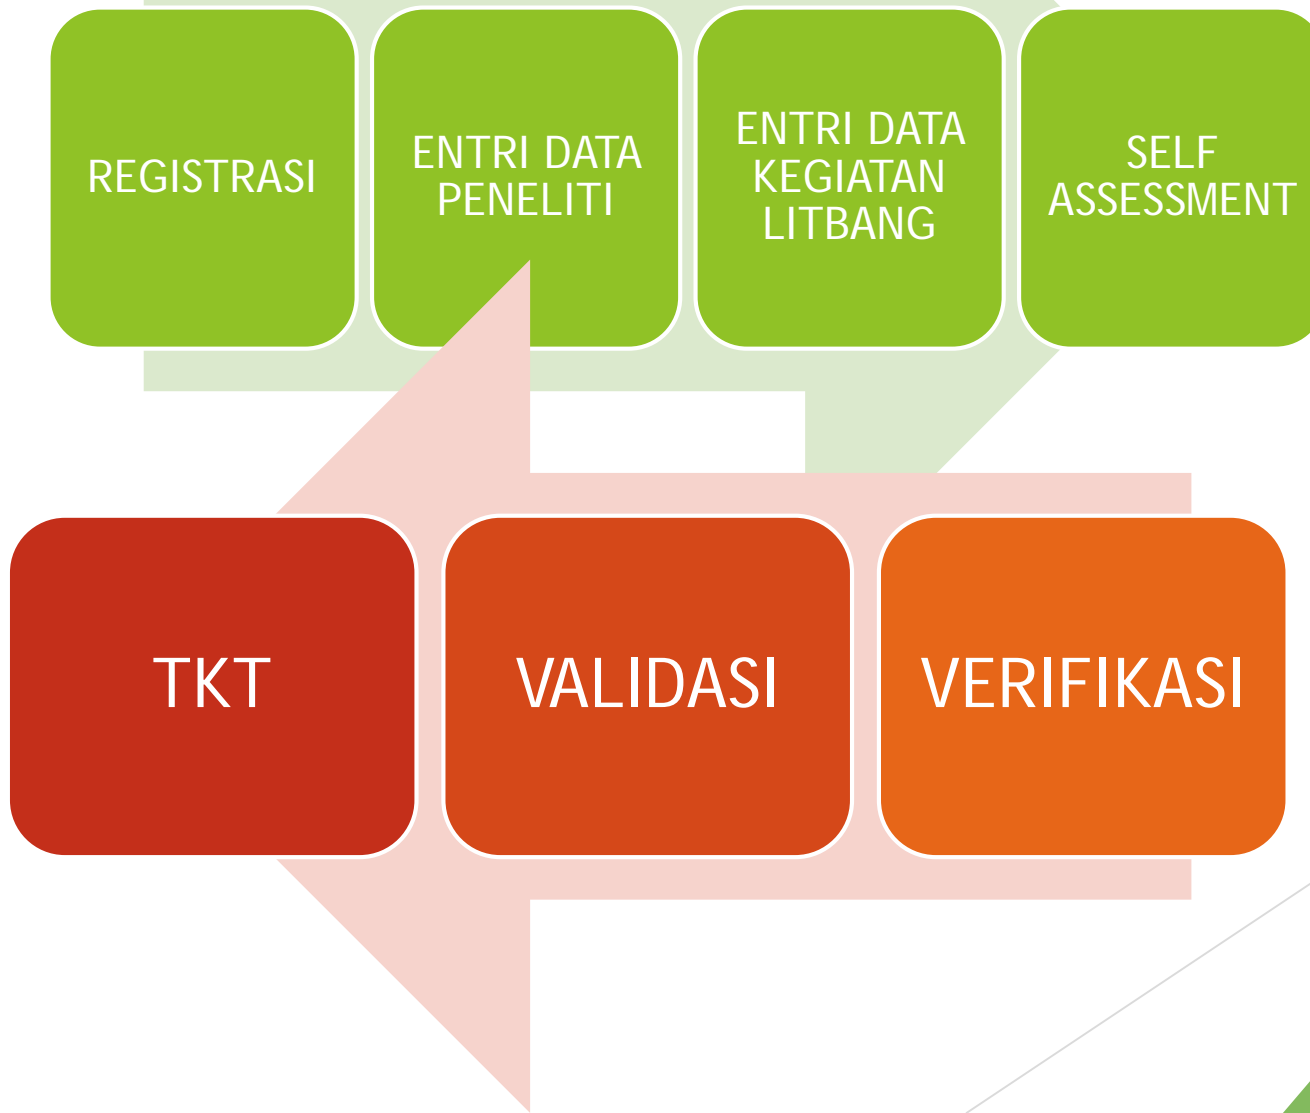 REGISTRASI
ENTRI DATA
PENELITI
ENTRI DATA
KEGIATAN
LITBANG
SELF
ASSESSMENT
TKT
VALIDASI
VERIFIKASI